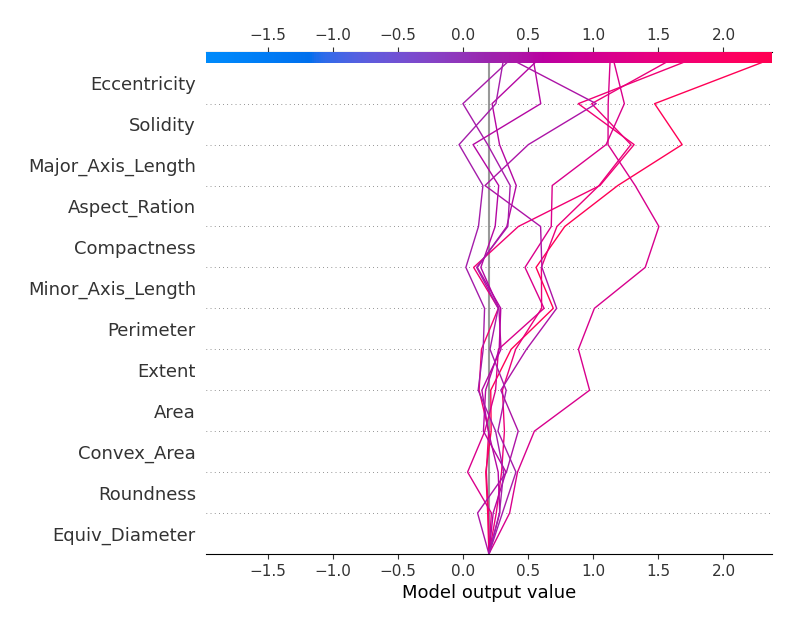 −1.5 −1.0 −0.5 0.0 0.5 1.0 1.5 2.0
Eccentricity
Solidity
Major_Axis_Length
Aspect_Ration
Compactness
Minor_Axis_Length
Perimeter
Extent
Area
Convex_Area
Roundness
Equiv_Diameter
−1.5 −1.0 −0.5 0.0 0.5 1.0 1.5 2.0
Model output value